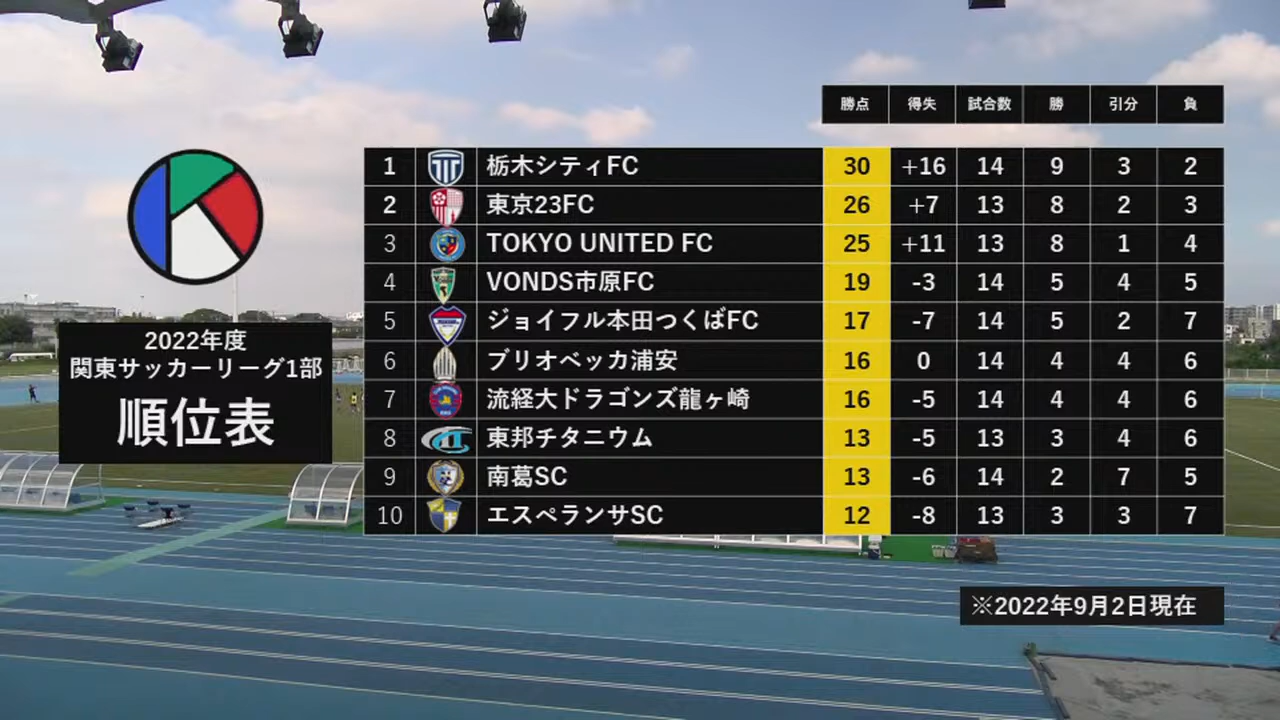 勝点 得失 試合数 勝 引分 負
1 栃木シティFC 30 +16 14 9 3 2
2 東京23FC 26 +7 13 8 2 3
3 TOKYO UNITED FC 25 +11 13 8 1 4
4 VONDS市原FC 19 -3 14 5 4 5
5 ジョイフル本田つくばFC 17 -7 14 5 2 7
6 ブリオベッカ浦安 16 0 14 4 4 6
7 流経大ドラゴンズ龍ヶ崎 16 -5 14 4 4 6
8 東邦チタニウム 13 -5 13 3 4 6
9 南葛SC 13 -6 14 2 7 5
10 エスペランサSC 12 -8 13 3 3 7
2022年度
関東サッカーリーグ1部
順位表
※2022年9月2日現在